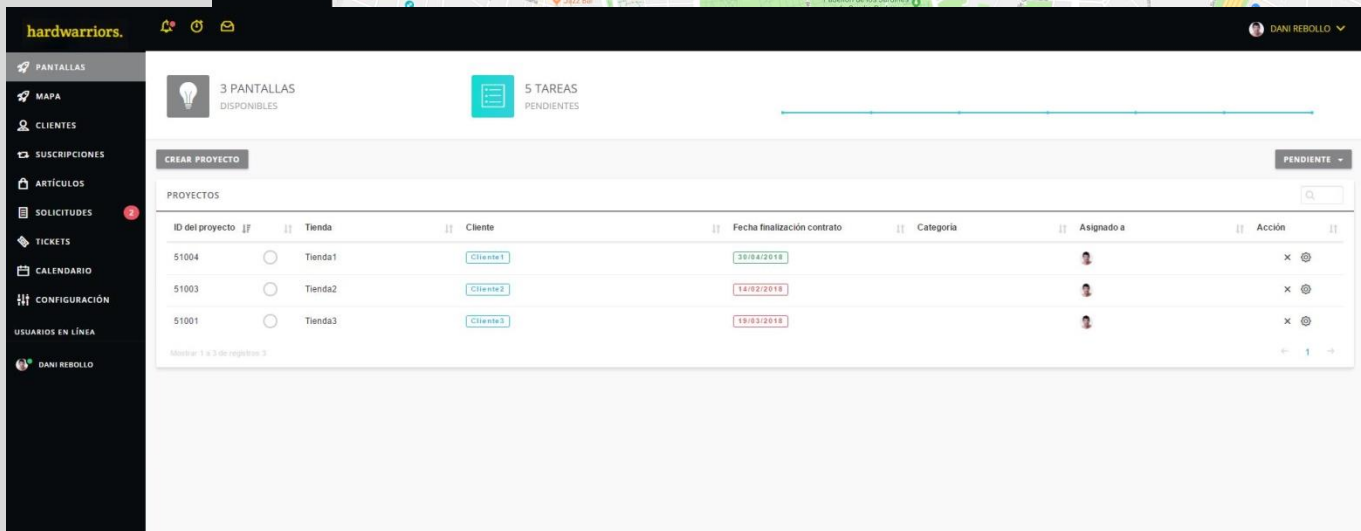 Jazz Bar
hardwarriors.
DANI REBOLLO
PANTALLAS
MAPA
CLIENTES
SUSCRIPCIONES
ARTÍCULOS
SOLICITUDES 2
TICKETS
CALENDARIO
CONFIGURACIÓN
USUARIOS EN LÍNEA
DANI REBOLLO
3 PANTALLAS
DISPONIBLES
5 TAREAS
PENDIENTES
CREAR PROYECTO
PENDIENTE
PROYECTOS
ID del proyecto Tienda Cliente Fecha finalización contrato Categoría Asignado a Acción
51004 Tienda1 Cliente1 30/04/2018
51003 Tienda2 Cliente2 14/02/2018
51001 Tienda3 Cliente3 19/03/2018
Mostrar 1 a 3 de registros 3
← 1 →